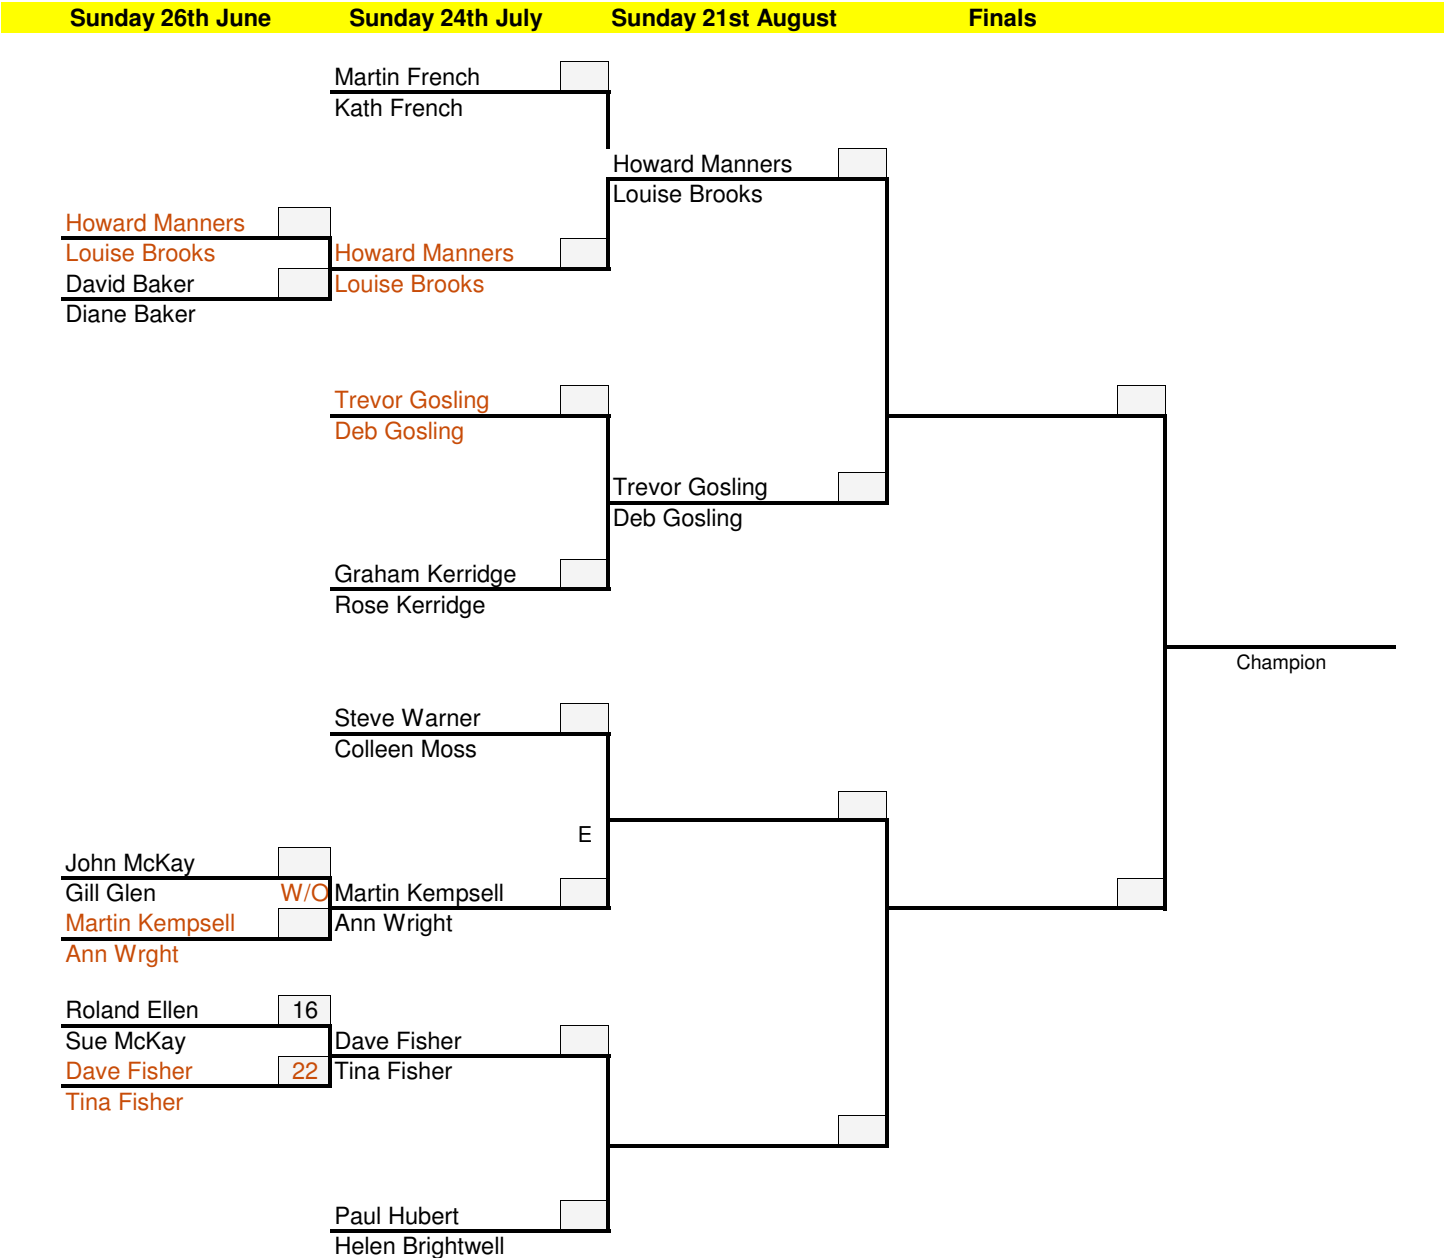 Sunday 26th June Sunday 24th July Sunday 21st August Finals
Martin French
Kath French
Howard Manners
Louise Brooks
Howard Manners
Louise Brooks
David Baker
Diane Baker
Howard Manners
Louise Brooks
Trevor Gosling
Deb Gosling
Trevor Gosling
Deb Gosling
Graham Kerridge
Rose Kerridge
Champion
Steve Warner
Colleen Moss
E
John McKay
Gill Glen W/O
Martin Kempsell
Ann Wrght
Martin Kempsell
Ann Wright
Roland Ellen 16
Sue McKay
Dave Fisher 22
Tina Fisher
Dave Fisher
Tina Fisher
Paul Hubert
Helen Brightwell